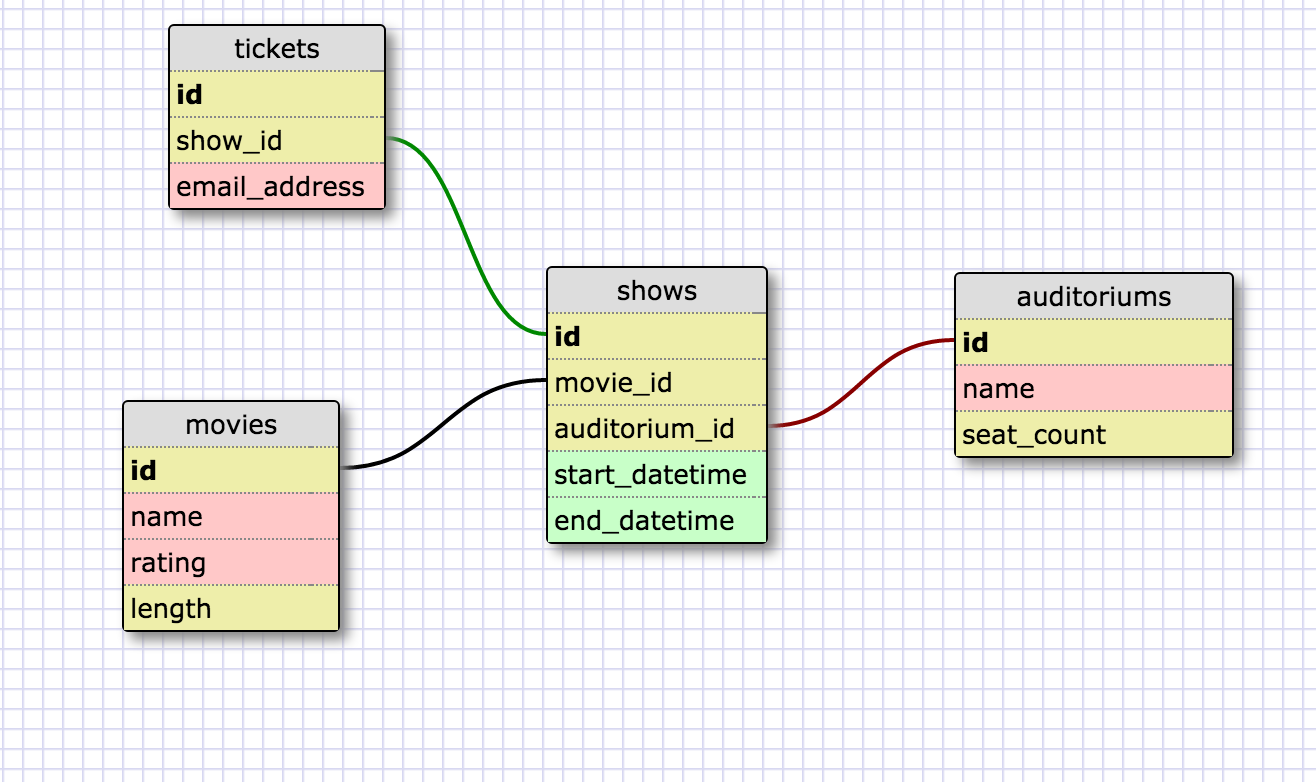 tickets
id
show_id
email_address
movies
id
name
rating
length
shows
id
movie_id
auditorium_id
start_datetime
end_datetime
auditoriums
id
name
seat_count